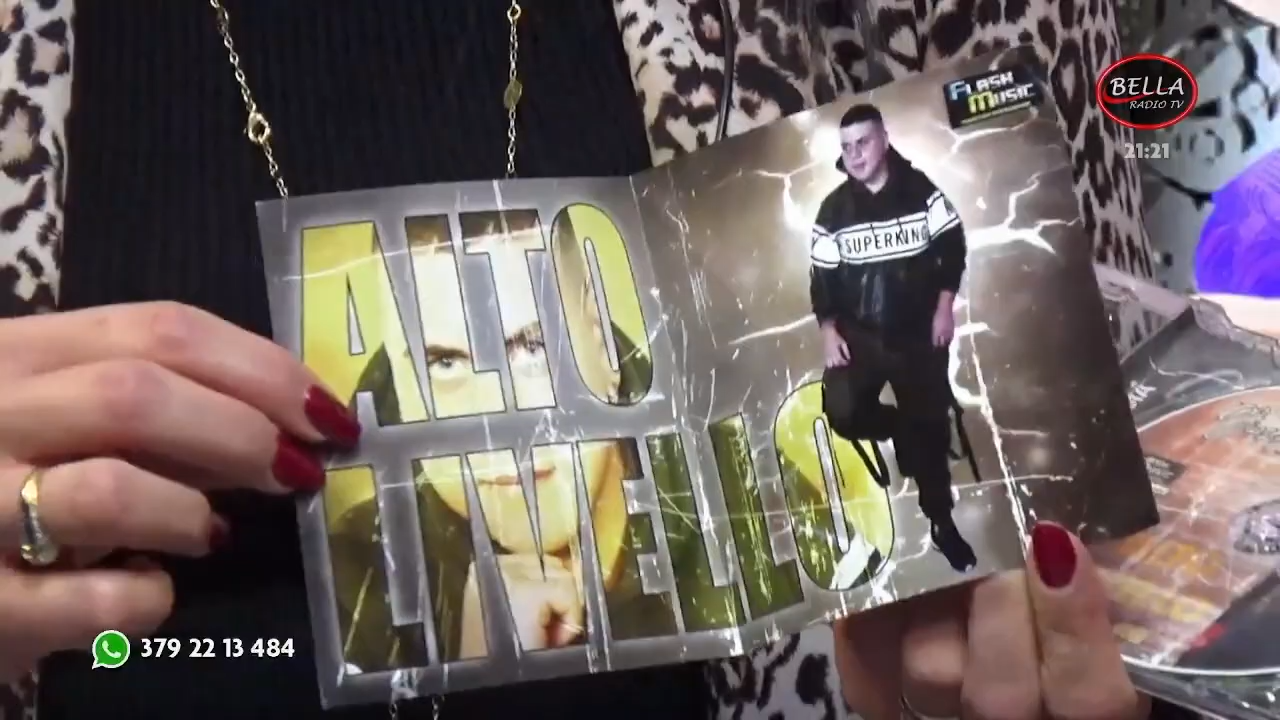 BELLA
RADIO TV
21:21
FLASH
MUSIC
SUPERKING
ALTO
LIVELLO
379 22 13 484